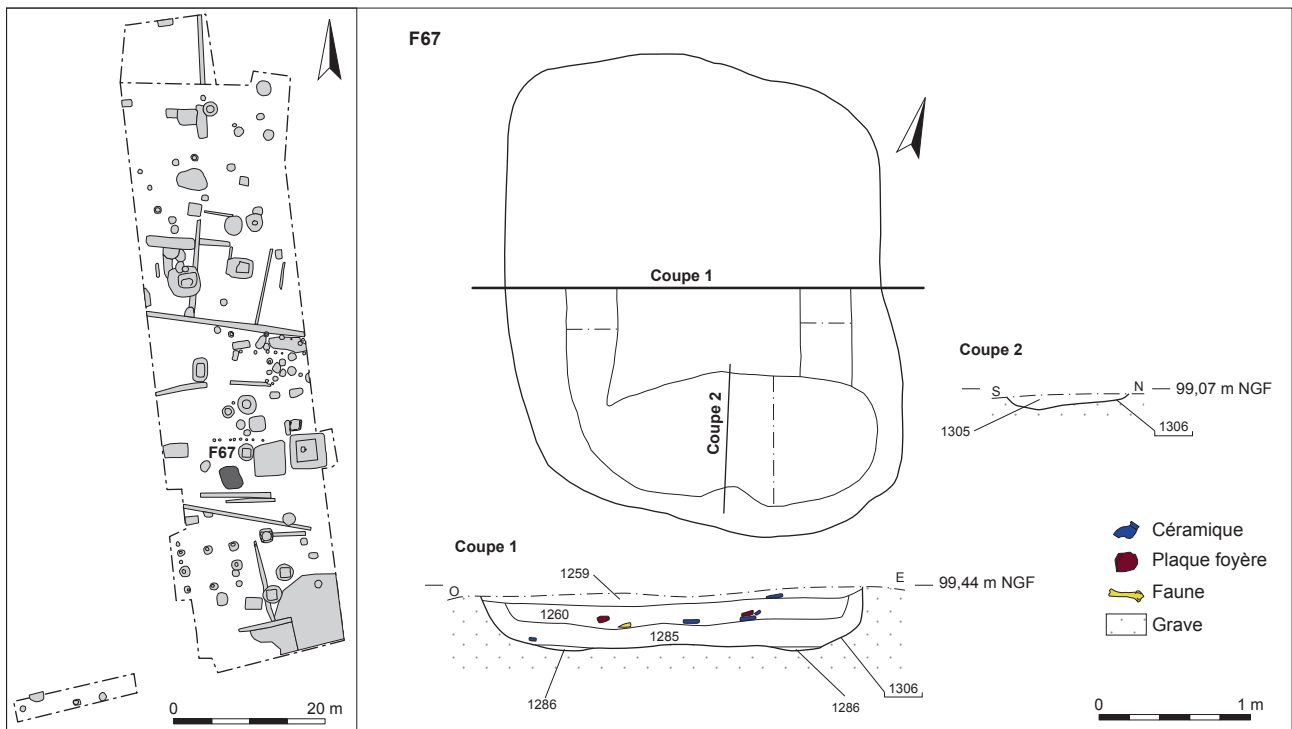 F67
0 20 m
F67
Coupe 1
Coupe 2
Coupe 2
S N 99,07 m NGF
1305 1306
Céramique
Plaque foyère
Faune
Grave
Coupe 1
1259
O E 99,44 m NGF
1260
1285
1286 1286 1306
0 1 m